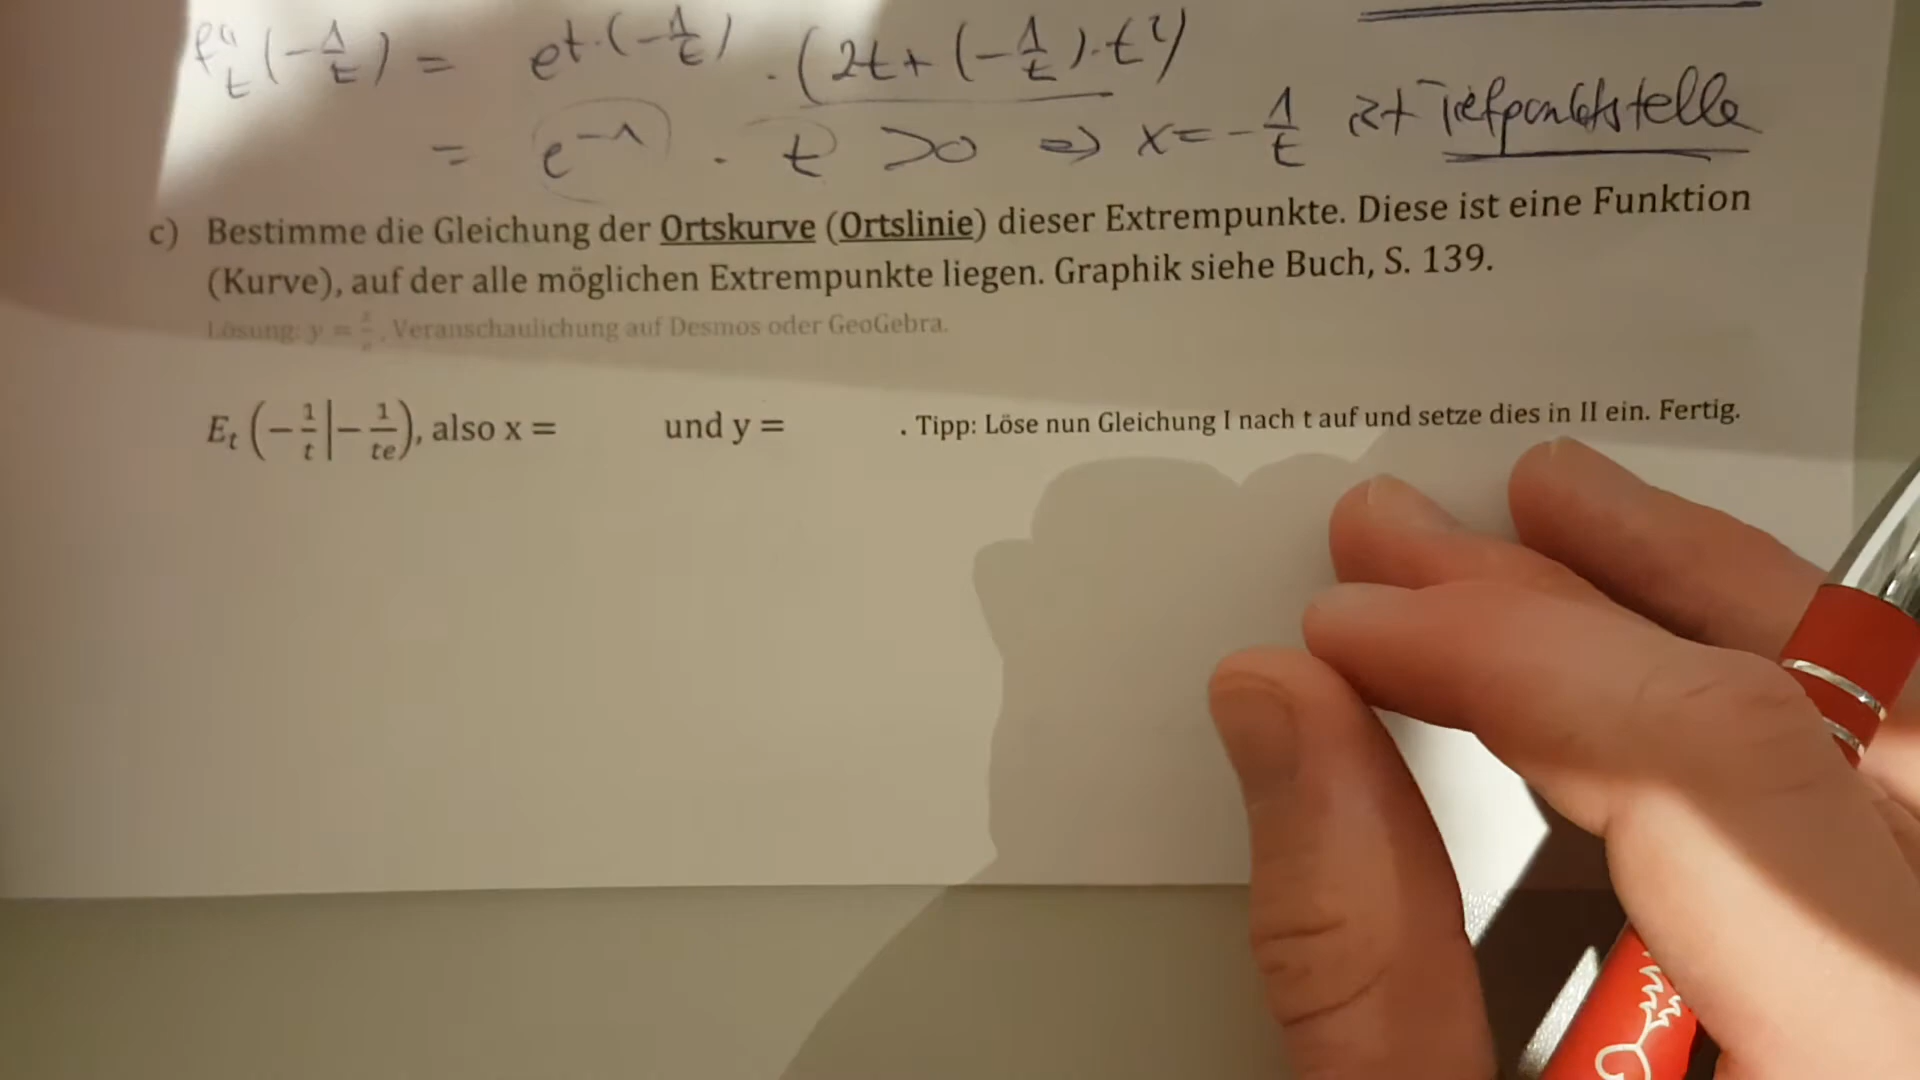 f''t(-1/t) = e^t·(-1/t) · (2t + (-1/t)·t²)
= e^-1 · t > 0 ⇒ x = -1/t ist Tiefpunktstelle
c) Bestimme die Gleichung der Ortskurve (Ortslinie) dieser Extrempunkte. Diese ist eine Funktion
(Kurve), auf der alle möglichen Extrempunkte liegen. Graphik siehe Buch, S. 139.
Lösung: y = x/e. Veranschaulichung auf Desmos oder GeoGebra.
Et (-1/t | -1/te), also x = und y = . Tipp: Löse nun Gleichung I nach t auf und setze dies in II ein. Fertig.